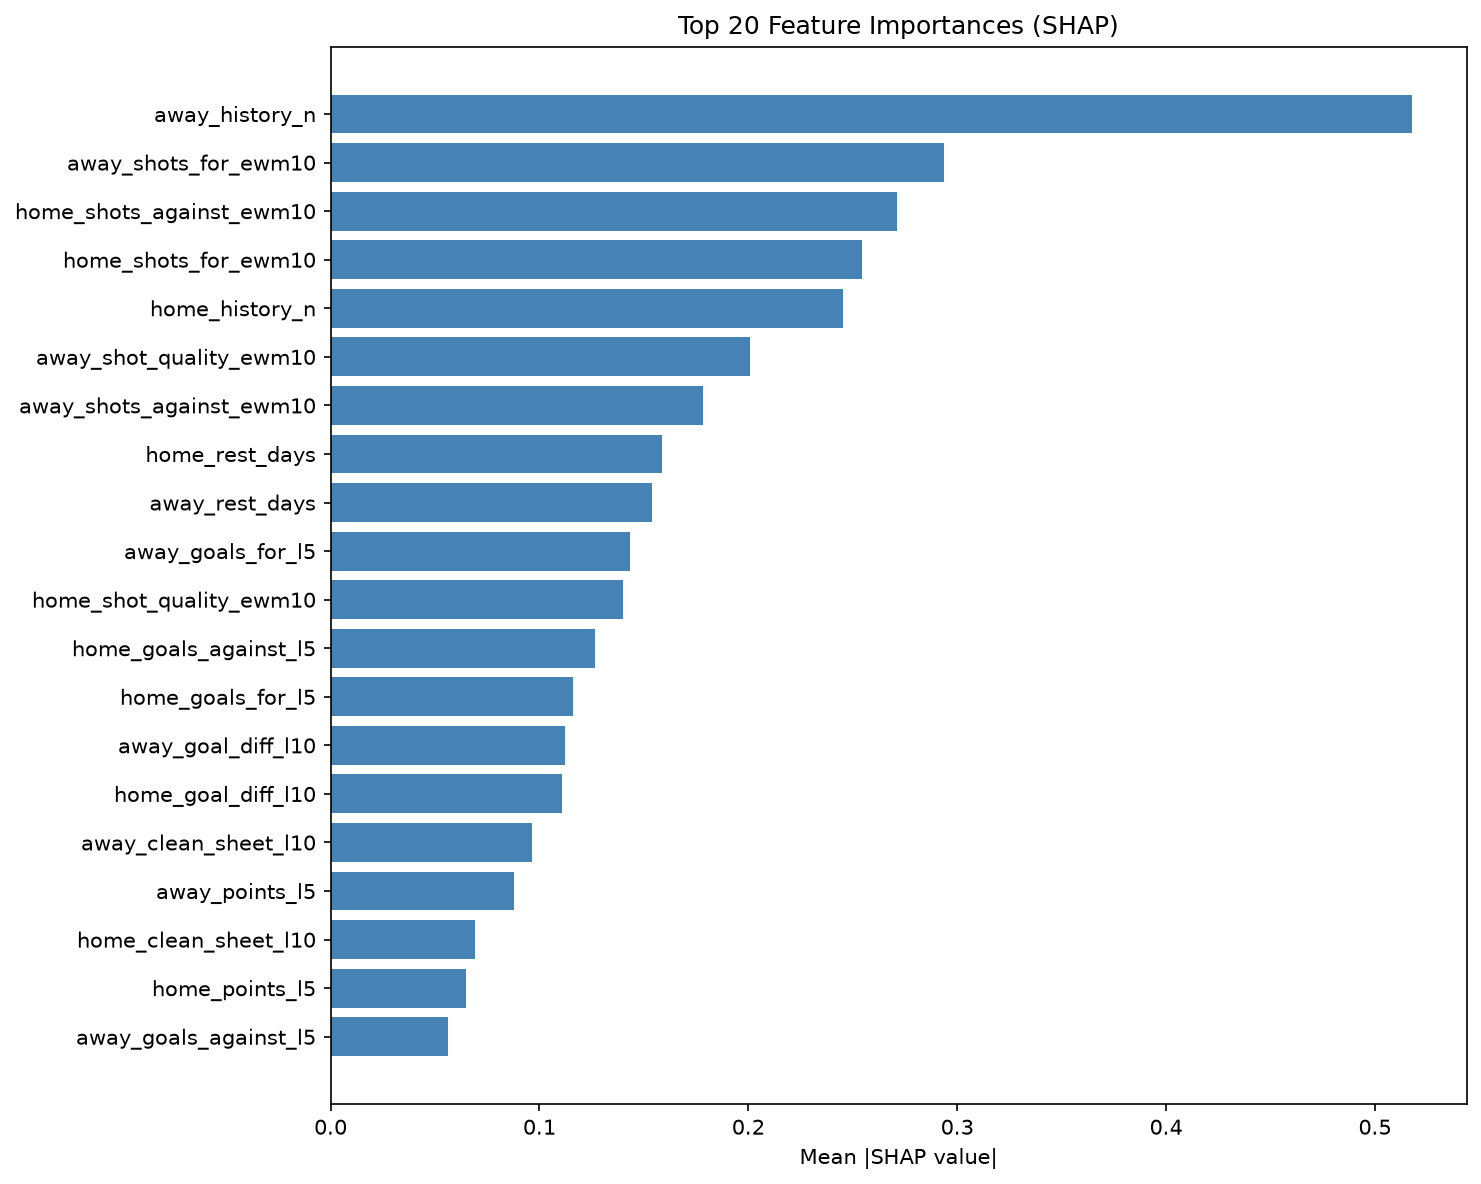 Top 20 Feature Importances (SHAP)
away_history_n
away_shots_for_ewm10
home_shots_against_ewm10
home_shots_for_ewm10
home_history_n
away_shot_quality_ewm10
away_shots_against_ewm10
home_rest_days
away_rest_days
away_goals_for_l5
home_shot_quality_ewm10
home_goals_against_l5
home_goals_for_l5
away_goal_diff_l10
home_goal_diff_l10
away_clean_sheet_l10
away_points_l5
home_clean_sheet_l10
home_points_l5
away_goals_against_l5
0.0 0.1 0.2 0.3 0.4 0.5
Mean |SHAP value|